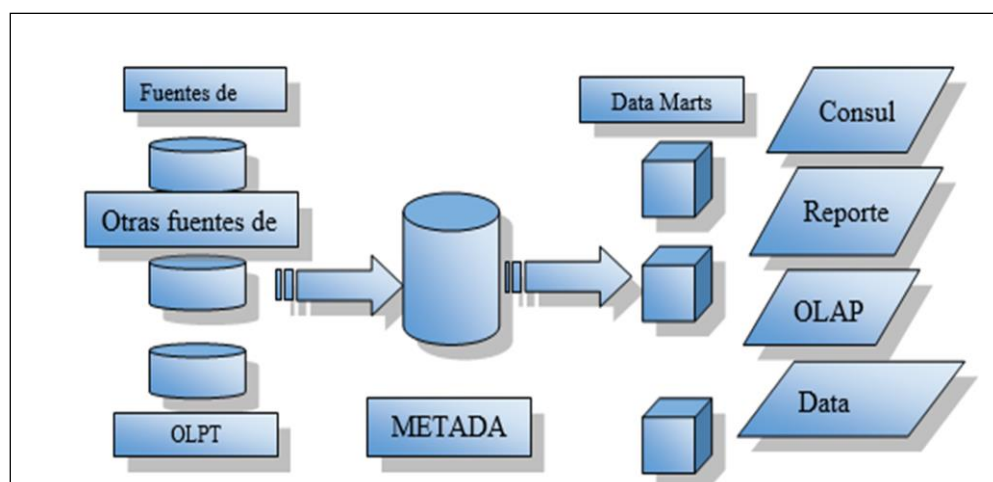 Fuentes de
Otras fuentes de
OLPT
METADA
Data Marts
Consul
Reporte
OLAP
Data